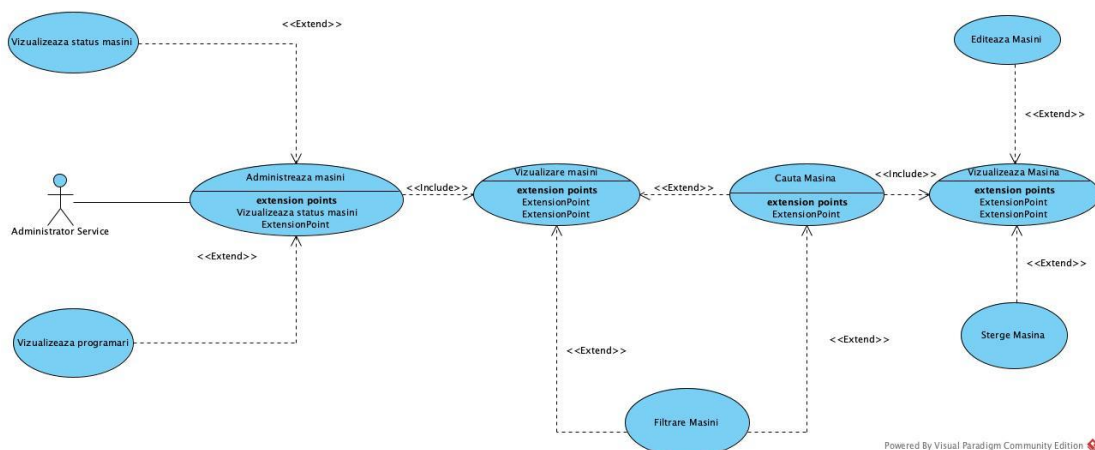 <<Extend>>
Vizualizeaza status masini
Editeaza Masini
<<Extend>>
Administreaza masini
extension points
Vizualizeaza status masini
ExtensionPoint
<<Include>>
Vizualizare masini
extension points
ExtensionPoint
ExtensionPoint
<<Extend>>
Cauta Masina
extension points
ExtensionPoint
<<Include>>
Vizualizeaza Masina
extension points
ExtensionPoint
ExtensionPoint
Administrator Service
<<Extend>>
<<Extend>>
Vizualizeaza programari
Sterge Masina
<<Extend>>
<<Extend>>
Filtrare Masini
Powered By Visual Paradigm Community Edition